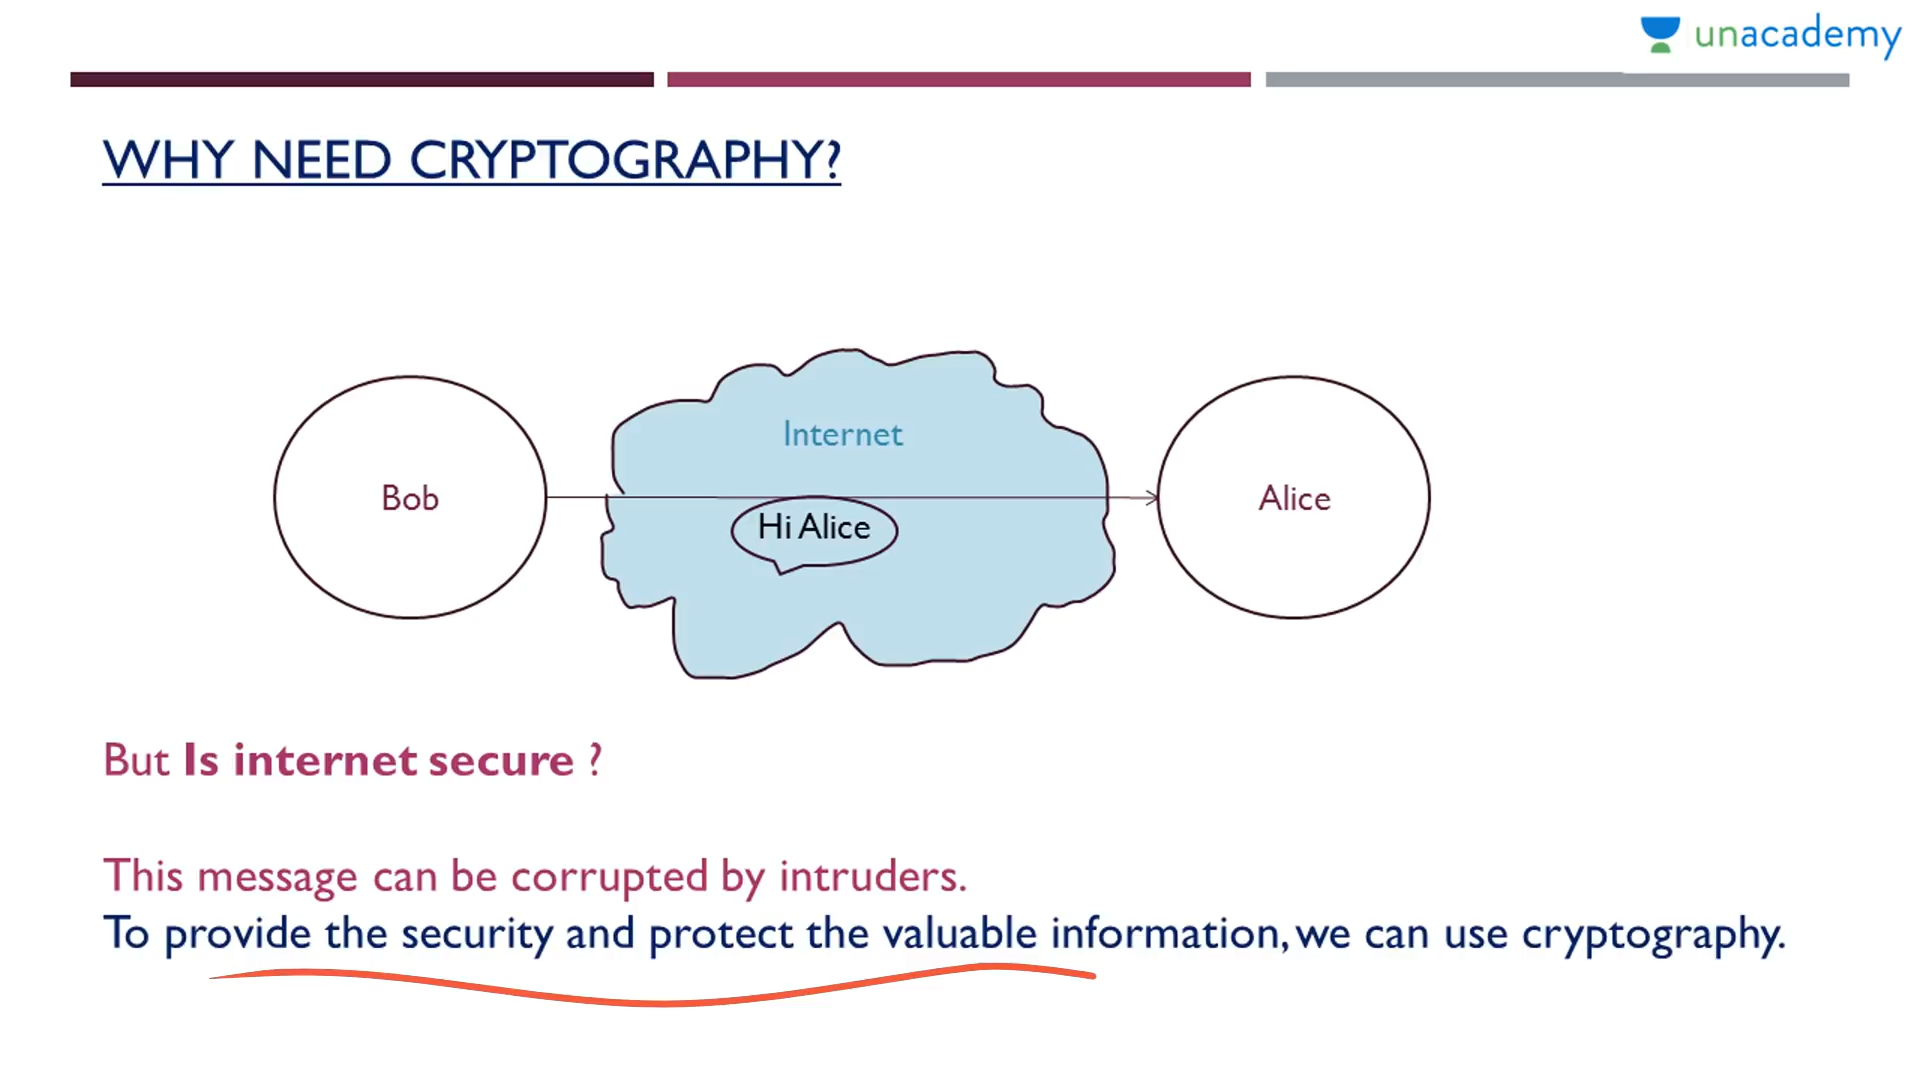 unacademy
WHY NEED CRYPTOGRAPHY?
Internet
Bob
Hi Alice
Alice
But Is internet secure ?
This message can be corrupted by intruders.
To provide the security and protect the valuable information, we can use cryptography.